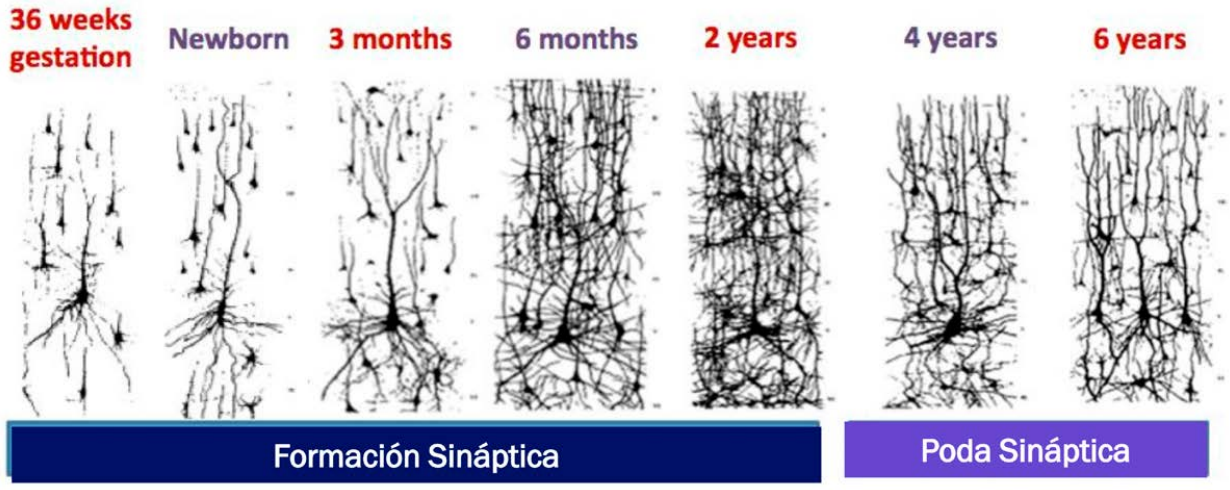 36 weeks
gestation
Newborn
3 months
6 months
2 years
4 years
6 years
Formación Sináptica
Poda Sináptica